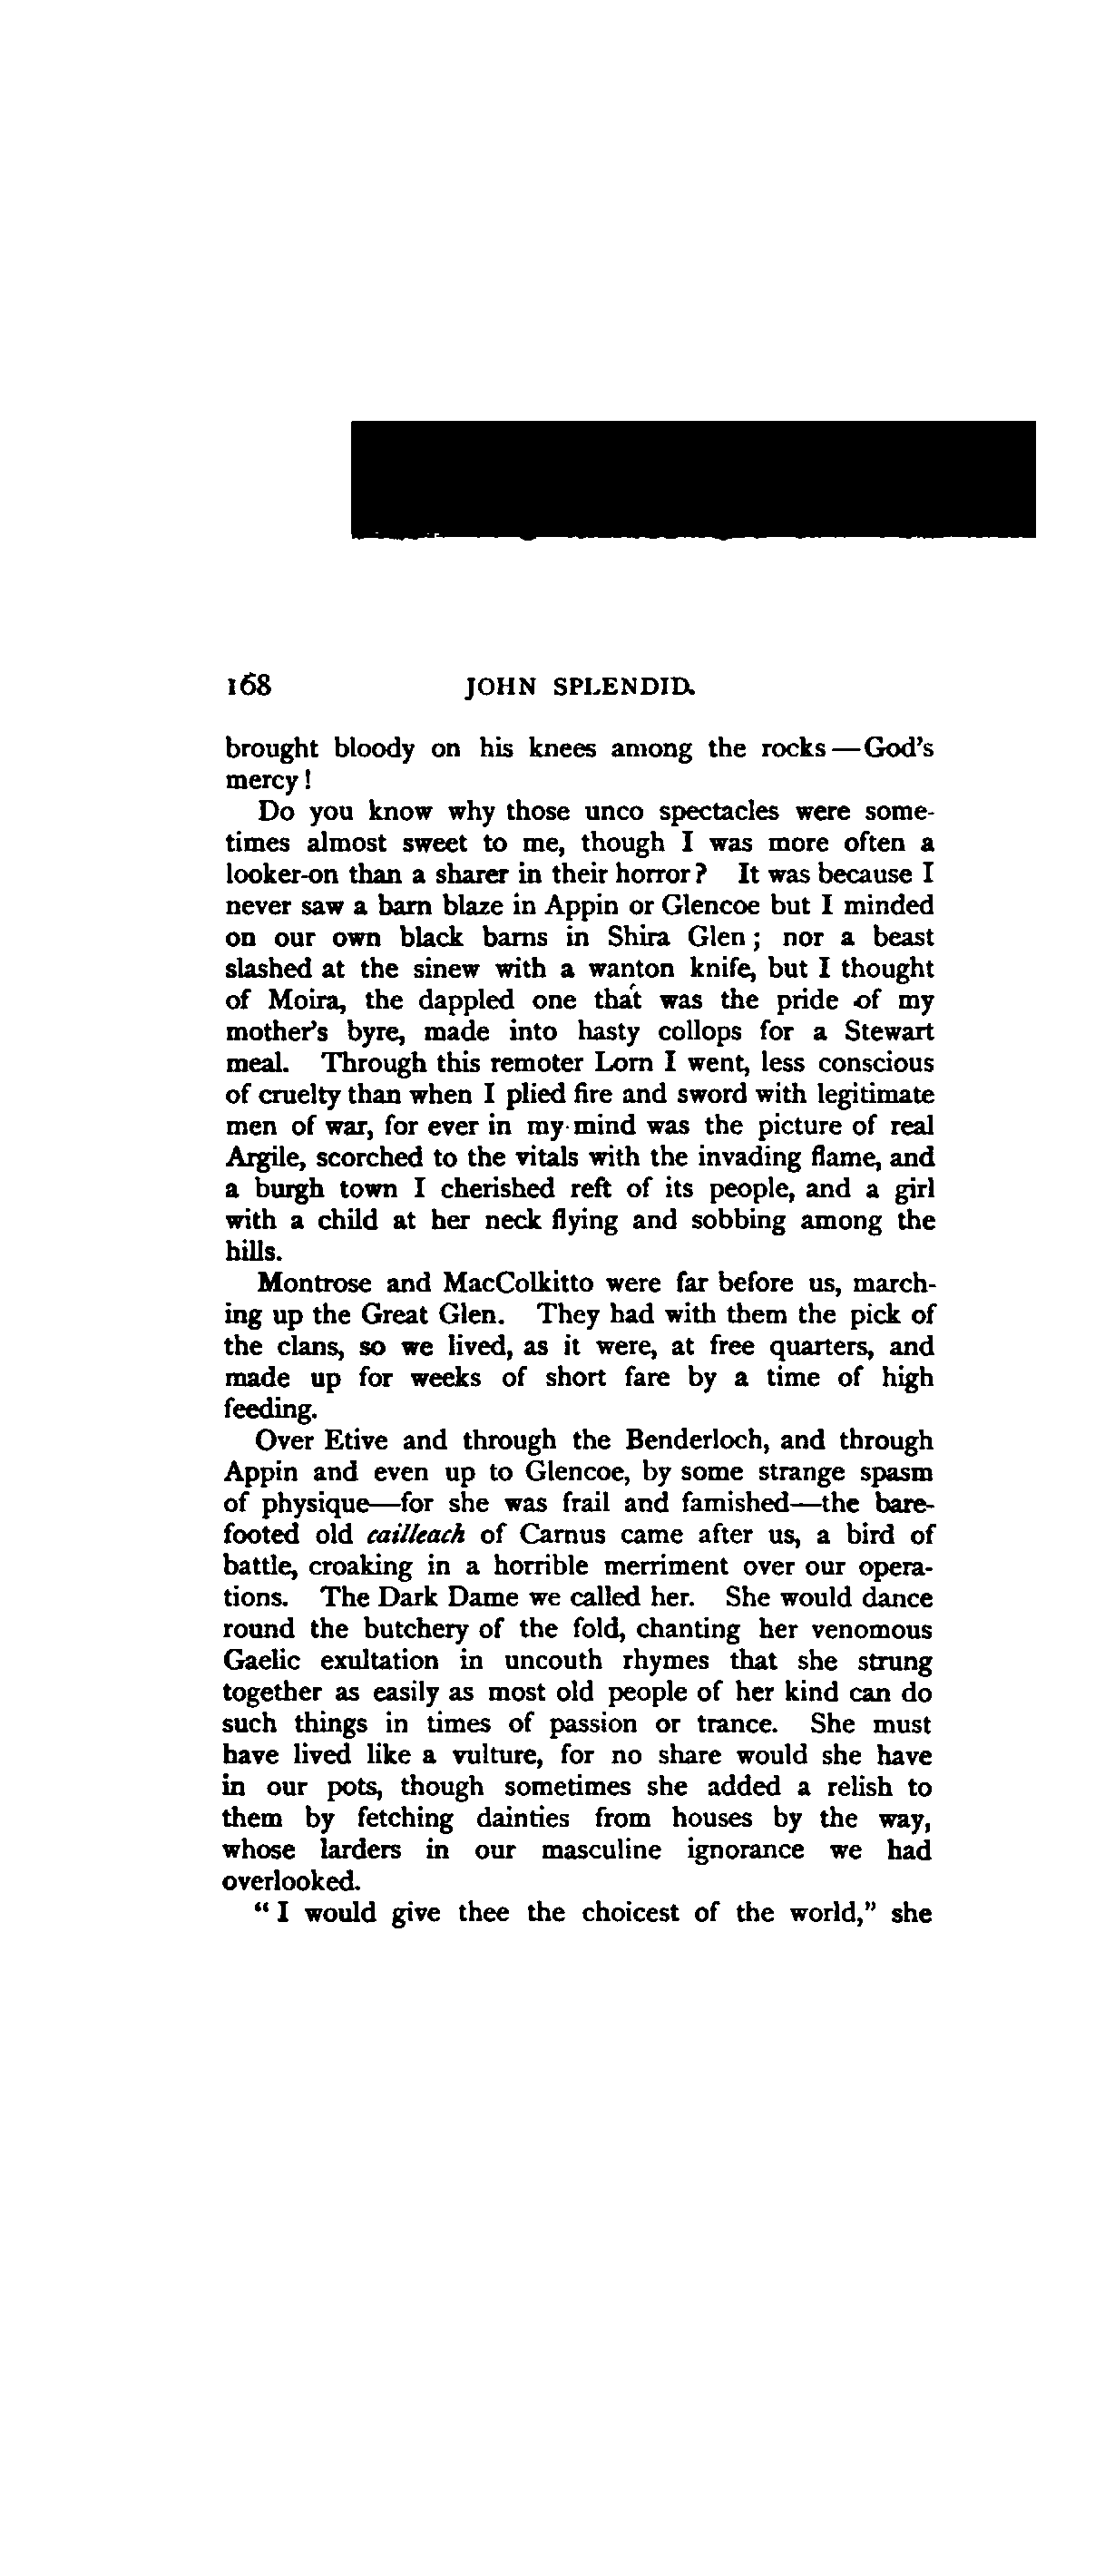 168 JOHN SPLENDID.
brought bloody on his knees among the rocks—God's
mercy!
Do you know why those unco spectacles were some-
times almost sweet to me, though I was more often a
looker-on than a sharer in their horror? It was because I
never saw a barn blaze in Appin or Glencoe but I minded
on our own black barns in Shira Glen; nor a beast
slashed at the sinew with a wanton knife, but I thought
of Moira, the dappled one that was the pride of my
mother's byre, made into hasty collops for a Stewart
meal. Through this remoter Lorn I went, less conscious
of cruelty than when I plied fire and sword with legitimate
men of war, for ever in my mind was the picture of real
Argile, scorched to the vitals with the invading flame, and
a burgh town I cherished reft of its people, and a girl
with a child at her neck flying and sobbing among the
hills.
Montrose and MacColkitto were far before us, march-
ing up the Great Glen. They had with them the pick of
the clans, so we lived, as it were, at free quarters, and
made up for weeks of short fare by a time of high
feeding.
Over Etive and through the Benderloch, and through
Appin and even up to Glencoe, by some strange spasm
of physique—for she was frail and famished—the bare-
footed old cailleach of Carnus came after us, a bird of
battle, croaking in a horrible merriment over our opera-
tions. The Dark Dame we called her. She would dance
round the butchery of the fold, chanting her venomous
Gaelic exultation in uncouth rhymes that she strung
together as easily as most old people of her kind can do
such things in times of passion or trance. She must
have lived like a vulture, for no share would she have
in our pots, though sometimes she added a relish to
them by fetching dainties from houses by the way,
whose larders in our masculine ignorance we had
overlooked.
"I would give thee the choicest of the world," she